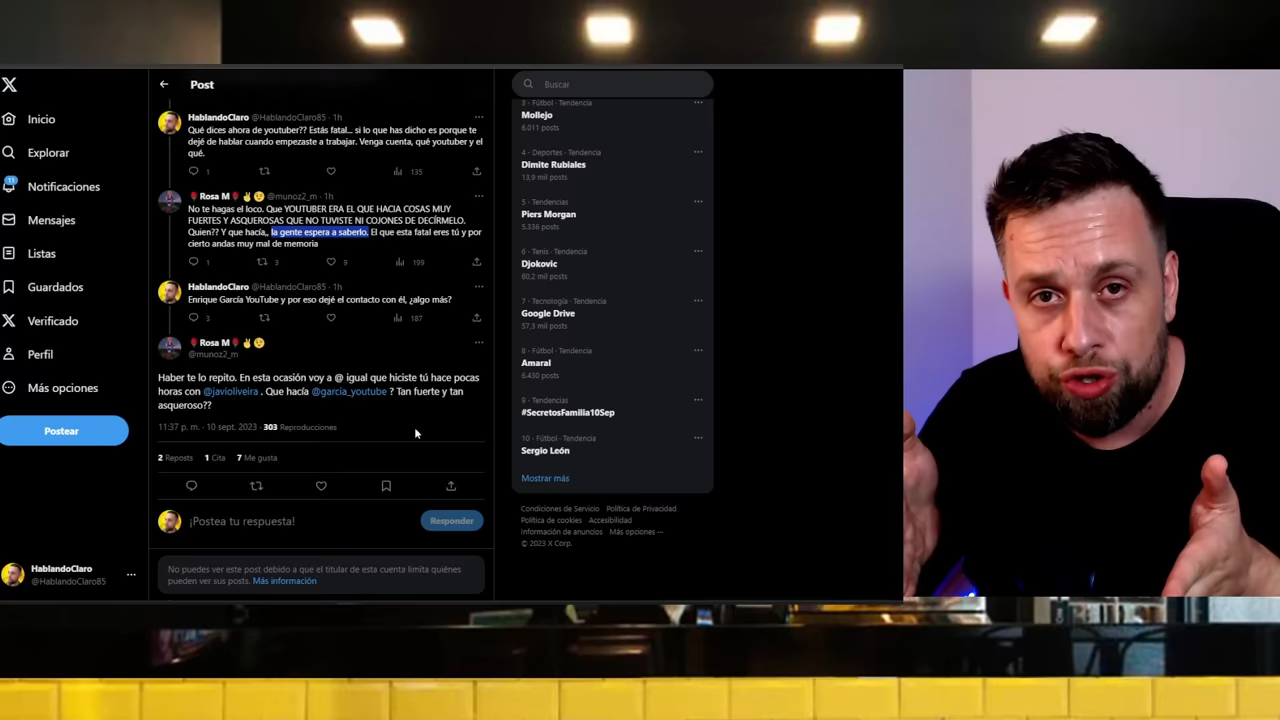 Inicio
Explorar
11
Notificaciones
Mensajes
Listas
Guardados
Verificado
Perfil
Más opciones
Postear
HablandoClaro
@HablandoClaro85
Post
HablandoClaro @HablandoClaro85 · 1h
Qué dices ahora de youtuber?? Estás fatal... si lo que has dicho es porque te
dejé de hablar cuando empezaste a trabajar. Venga cuenta, qué youtuber y el
qué.
1
135
Rosa M @munoz2_m · 1h
No te hagas el loco. Que YOUTUBER ERA EL QUE HACIA COSAS MUY
FUERTES Y ASQUEROSAS QUE NO TUVISTE NI COJONES DE DECÍRMELO.
Quien?? Y que hacía,, la gente espera a saberlo. El que esta fatal eres tú y por
cierto andas muy mal de memoria
1
3
9
199
HablandoClaro @HablandoClaro85 · 1h
Enrique García YouTube y por eso dejé el contacto con él, ¿algo más?
3
187
Rosa M
@munoz2_m
Haber te lo repito. En esta ocasión voy a @ igual que hiciste tú hace pocas
horas con @javioliveira . Que hacía @garcia_youtube ? Tan fuerte y tan
asqueroso??
11:37 p. m. · 10 sept. 2023 · 303 Reproducciones
2 Reposts 1 Cita 7 Me gusta
¡Postea tu respuesta!
Responder
No puedes ver este post debido a que el titular de esta cuenta limita quiénes
pueden ver sus posts. Más información
Buscar
3 · Fútbol · Tendencia
Mollejo
6.011 posts
4 · Deportes · Tendencia
Dimite Rubiales
13,9 mil posts
5 · Tendencias
Piers Morgan
5.336 posts
6 · Tenis · Tendencia
Djokovic
60,2 mil posts
7 · Tecnología · Tendencia
Google Drive
57,3 mil posts
8 · Fútbol · Tendencia
Amaral
6.430 posts
9 · Tendencias
#SecretosFamilia10Sep
10 · Fútbol · Tendencia
Sergio León
Mostrar más
Condiciones de Servicio Política de Privacidad
Política de cookies Accesibilidad
Información de anuncios Más opciones ···
© 2023 X Corp.